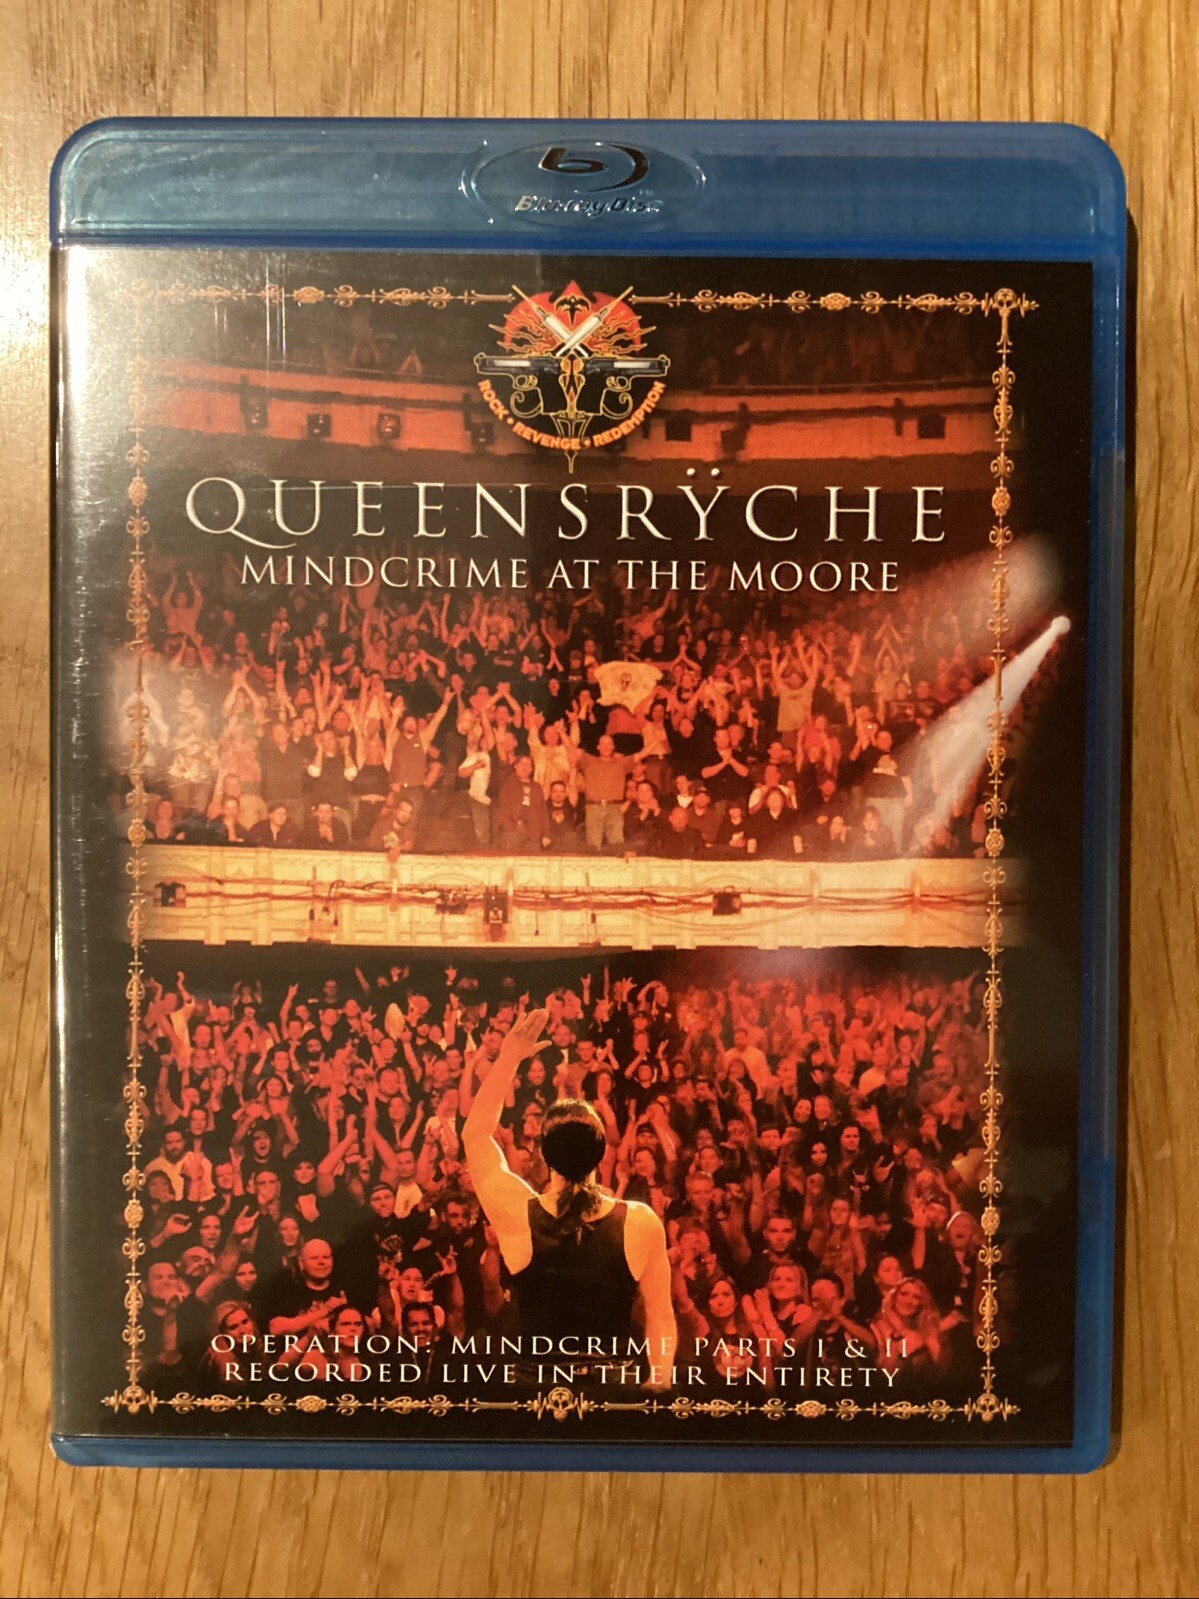 Blu-ray Disc
ROCK • REVENGE • REDEMPTION
QUEENSRŸCHE
MINDCRIME AT THE MOORE
OPERATION: MINDCRIME PARTS I & II
RECORDED LIVE IN THEIR ENTIRETY